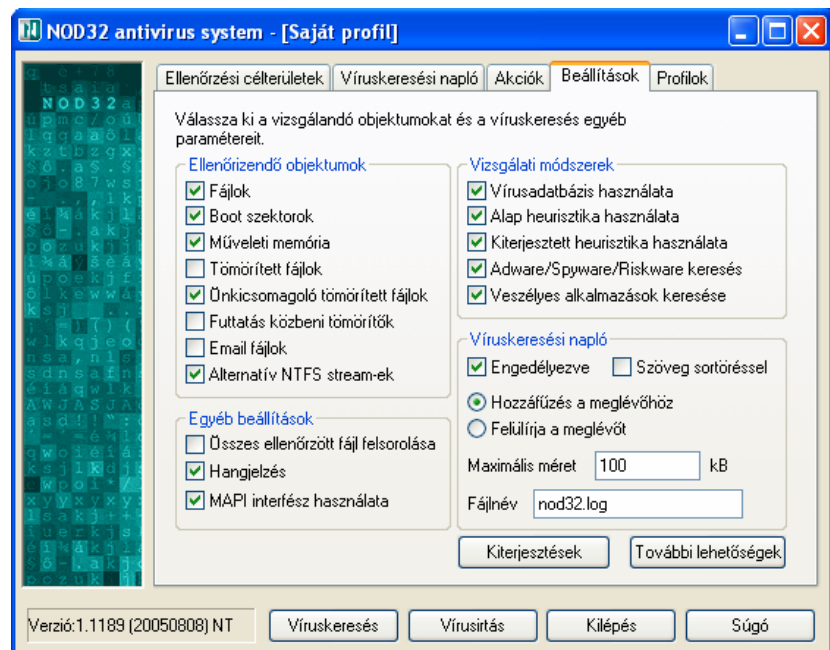 NOD32 antivirus system - [Saját profil]
NOD32
Ellenőrzési célterületek
Víruskeresési napló
Akciók
Beállítások
Profilok
Válassza ki a vizsgálandó objektumokat és a víruskeresés egyéb
paramétereit.
Ellenőrizendő objektumok
Fájlok
Boot szektorok
Műveleti memória
Tömörített fájlok
Önkicsomagoló tömörített fájlok
Futtatás közbeni tömörítők
Email fájlok
Alternatív NTFS stream-ek
Egyéb beállítások
Összes ellenőrzött fájl felsorolása
Hangjelzés
MAPI interfész használata
Vizsgálati módszerek
Vírusadatbázis használata
Alap heurisztika használata
Kiterjesztett heurisztika használata
Adware/Spyware/Riskware keresés
Veszélyes alkalmazások keresése
Víruskeresési napló
Engedélyezve
Szöveg sortöréssel
Hozzáfűzés a meglévőhöz
Felülírja a meglévőt
Maximális méret 100 kB
Fájlnév nod32.log
Kiterjesztések
További lehetőségek
Verzió:1.1189 (20050808) NT
Víruskeresés
Vírusirtás
Kilépés
Súgó